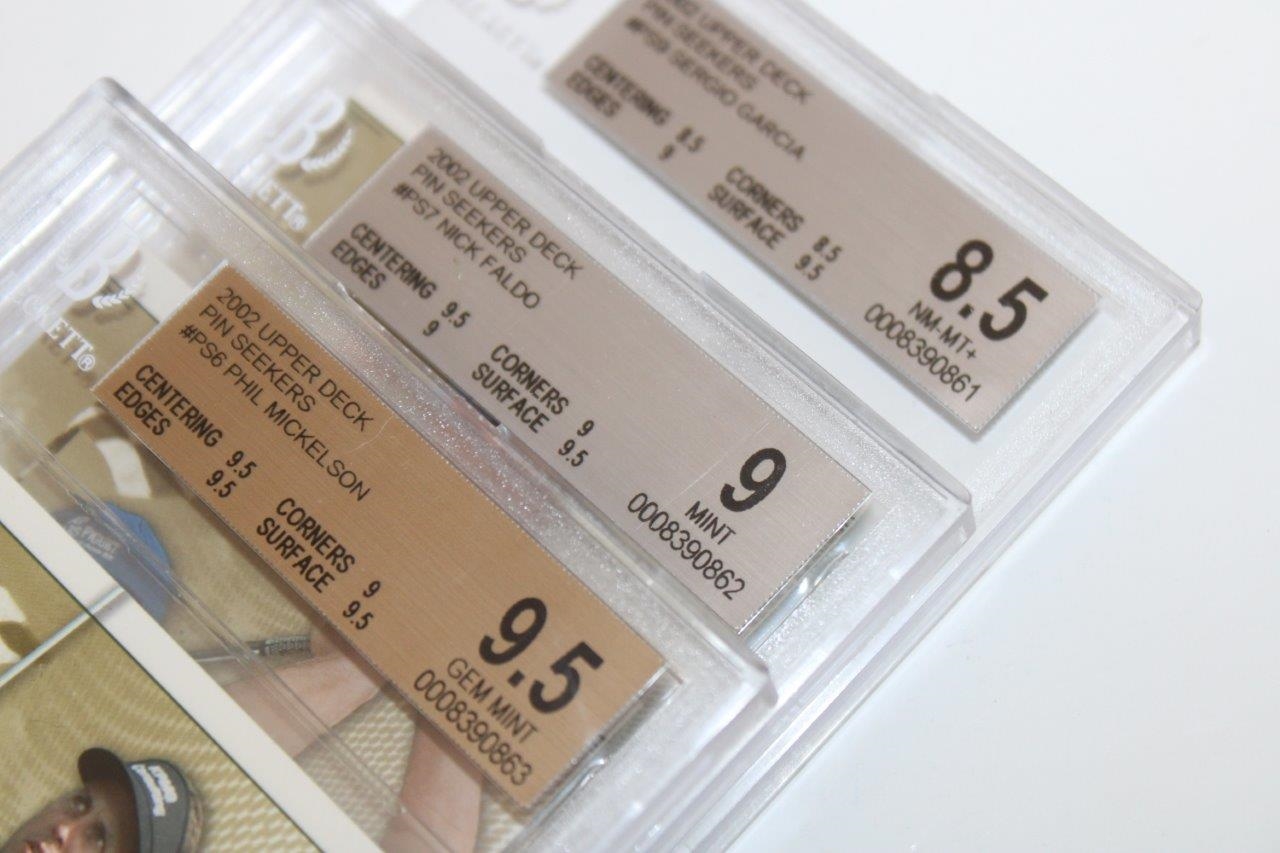 2002 UPPER DECK
PIN SEEKERS
#PS9 SERGIO GARCIA
CENTERING 9.5
EDGES 9
CORNERS 8.5
SURFACE 9.5
8.5
NM-MT+
0008390861
2002 UPPER DECK
PIN SEEKERS
#PS7 NICK FALDO
CENTERING 9.5
EDGES 9
CORNERS 9
SURFACE 9.5
9
MINT
0008390862
2002 UPPER DECK
PIN SEEKERS
#PS6 PHIL MICKELSON
CENTERING 9.5
EDGES 9.5
CORNERS 9
SURFACE 9.5
9.5
GEM MINT
0008390863